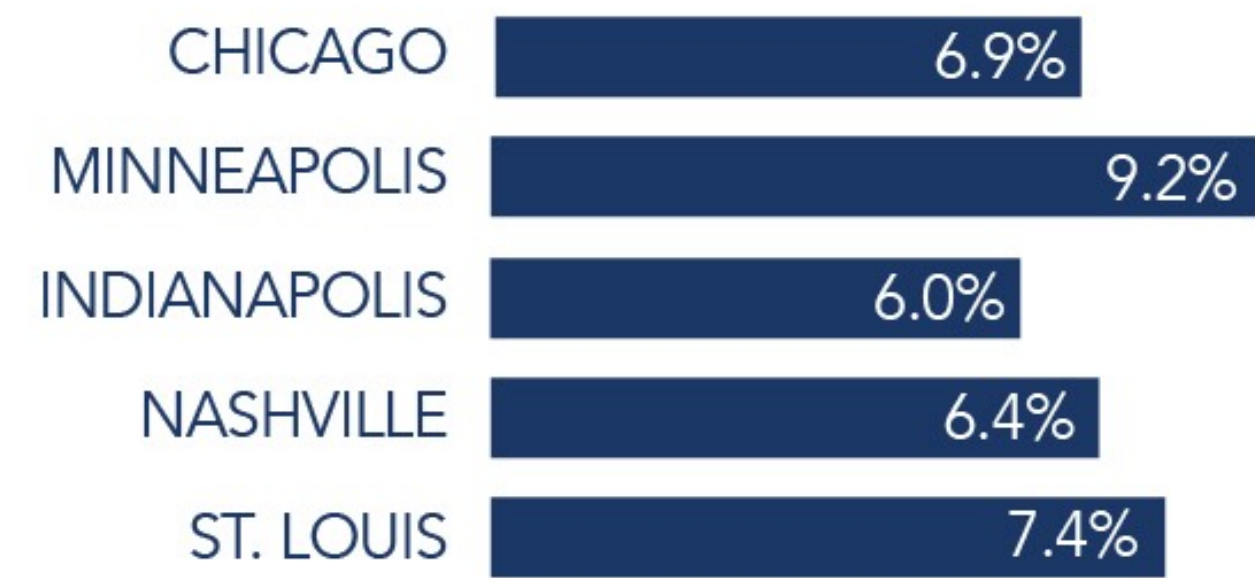 CHICAGO 6.9%
MINNEAPOLIS 9.2%
INDIANAPOLIS 6.0%
NASHVILLE 6.4%
ST. LOUIS 7.4%